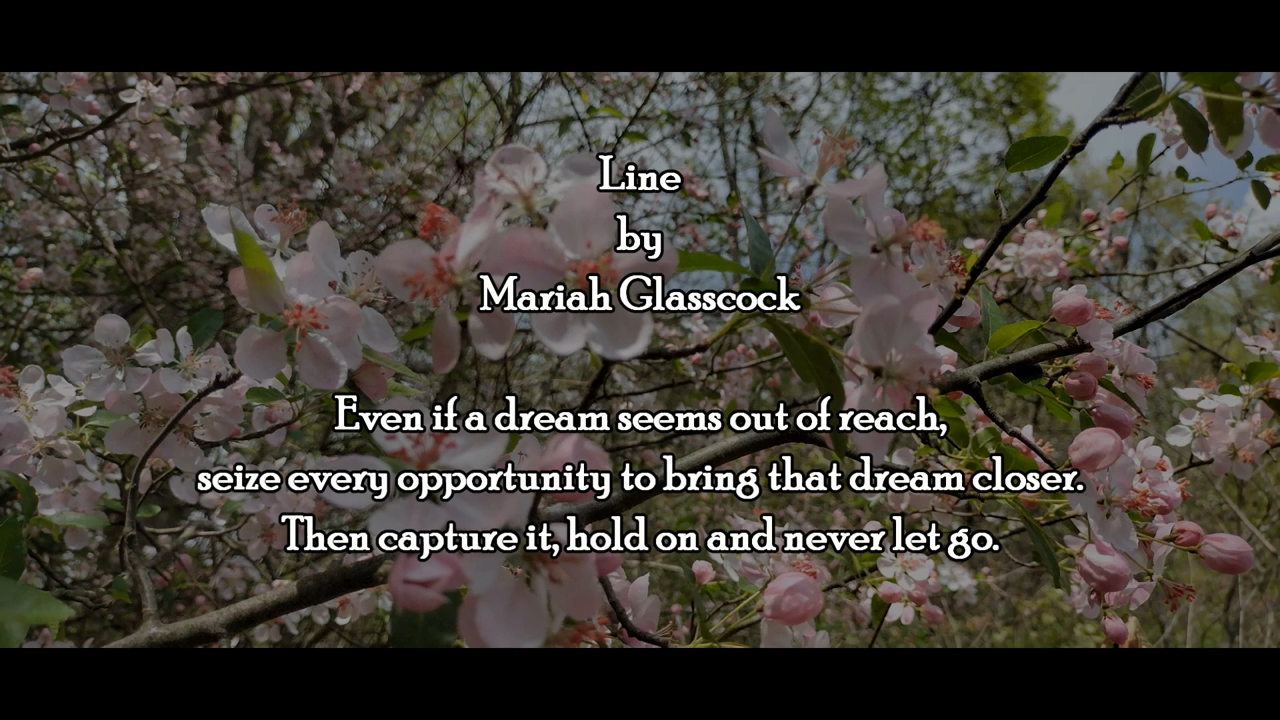 Line
by
Mariah Glasscock
Even if a dream seems out of reach,
seize every opportunity to bring that dream closer.
Then capture it, hold on and never let go.